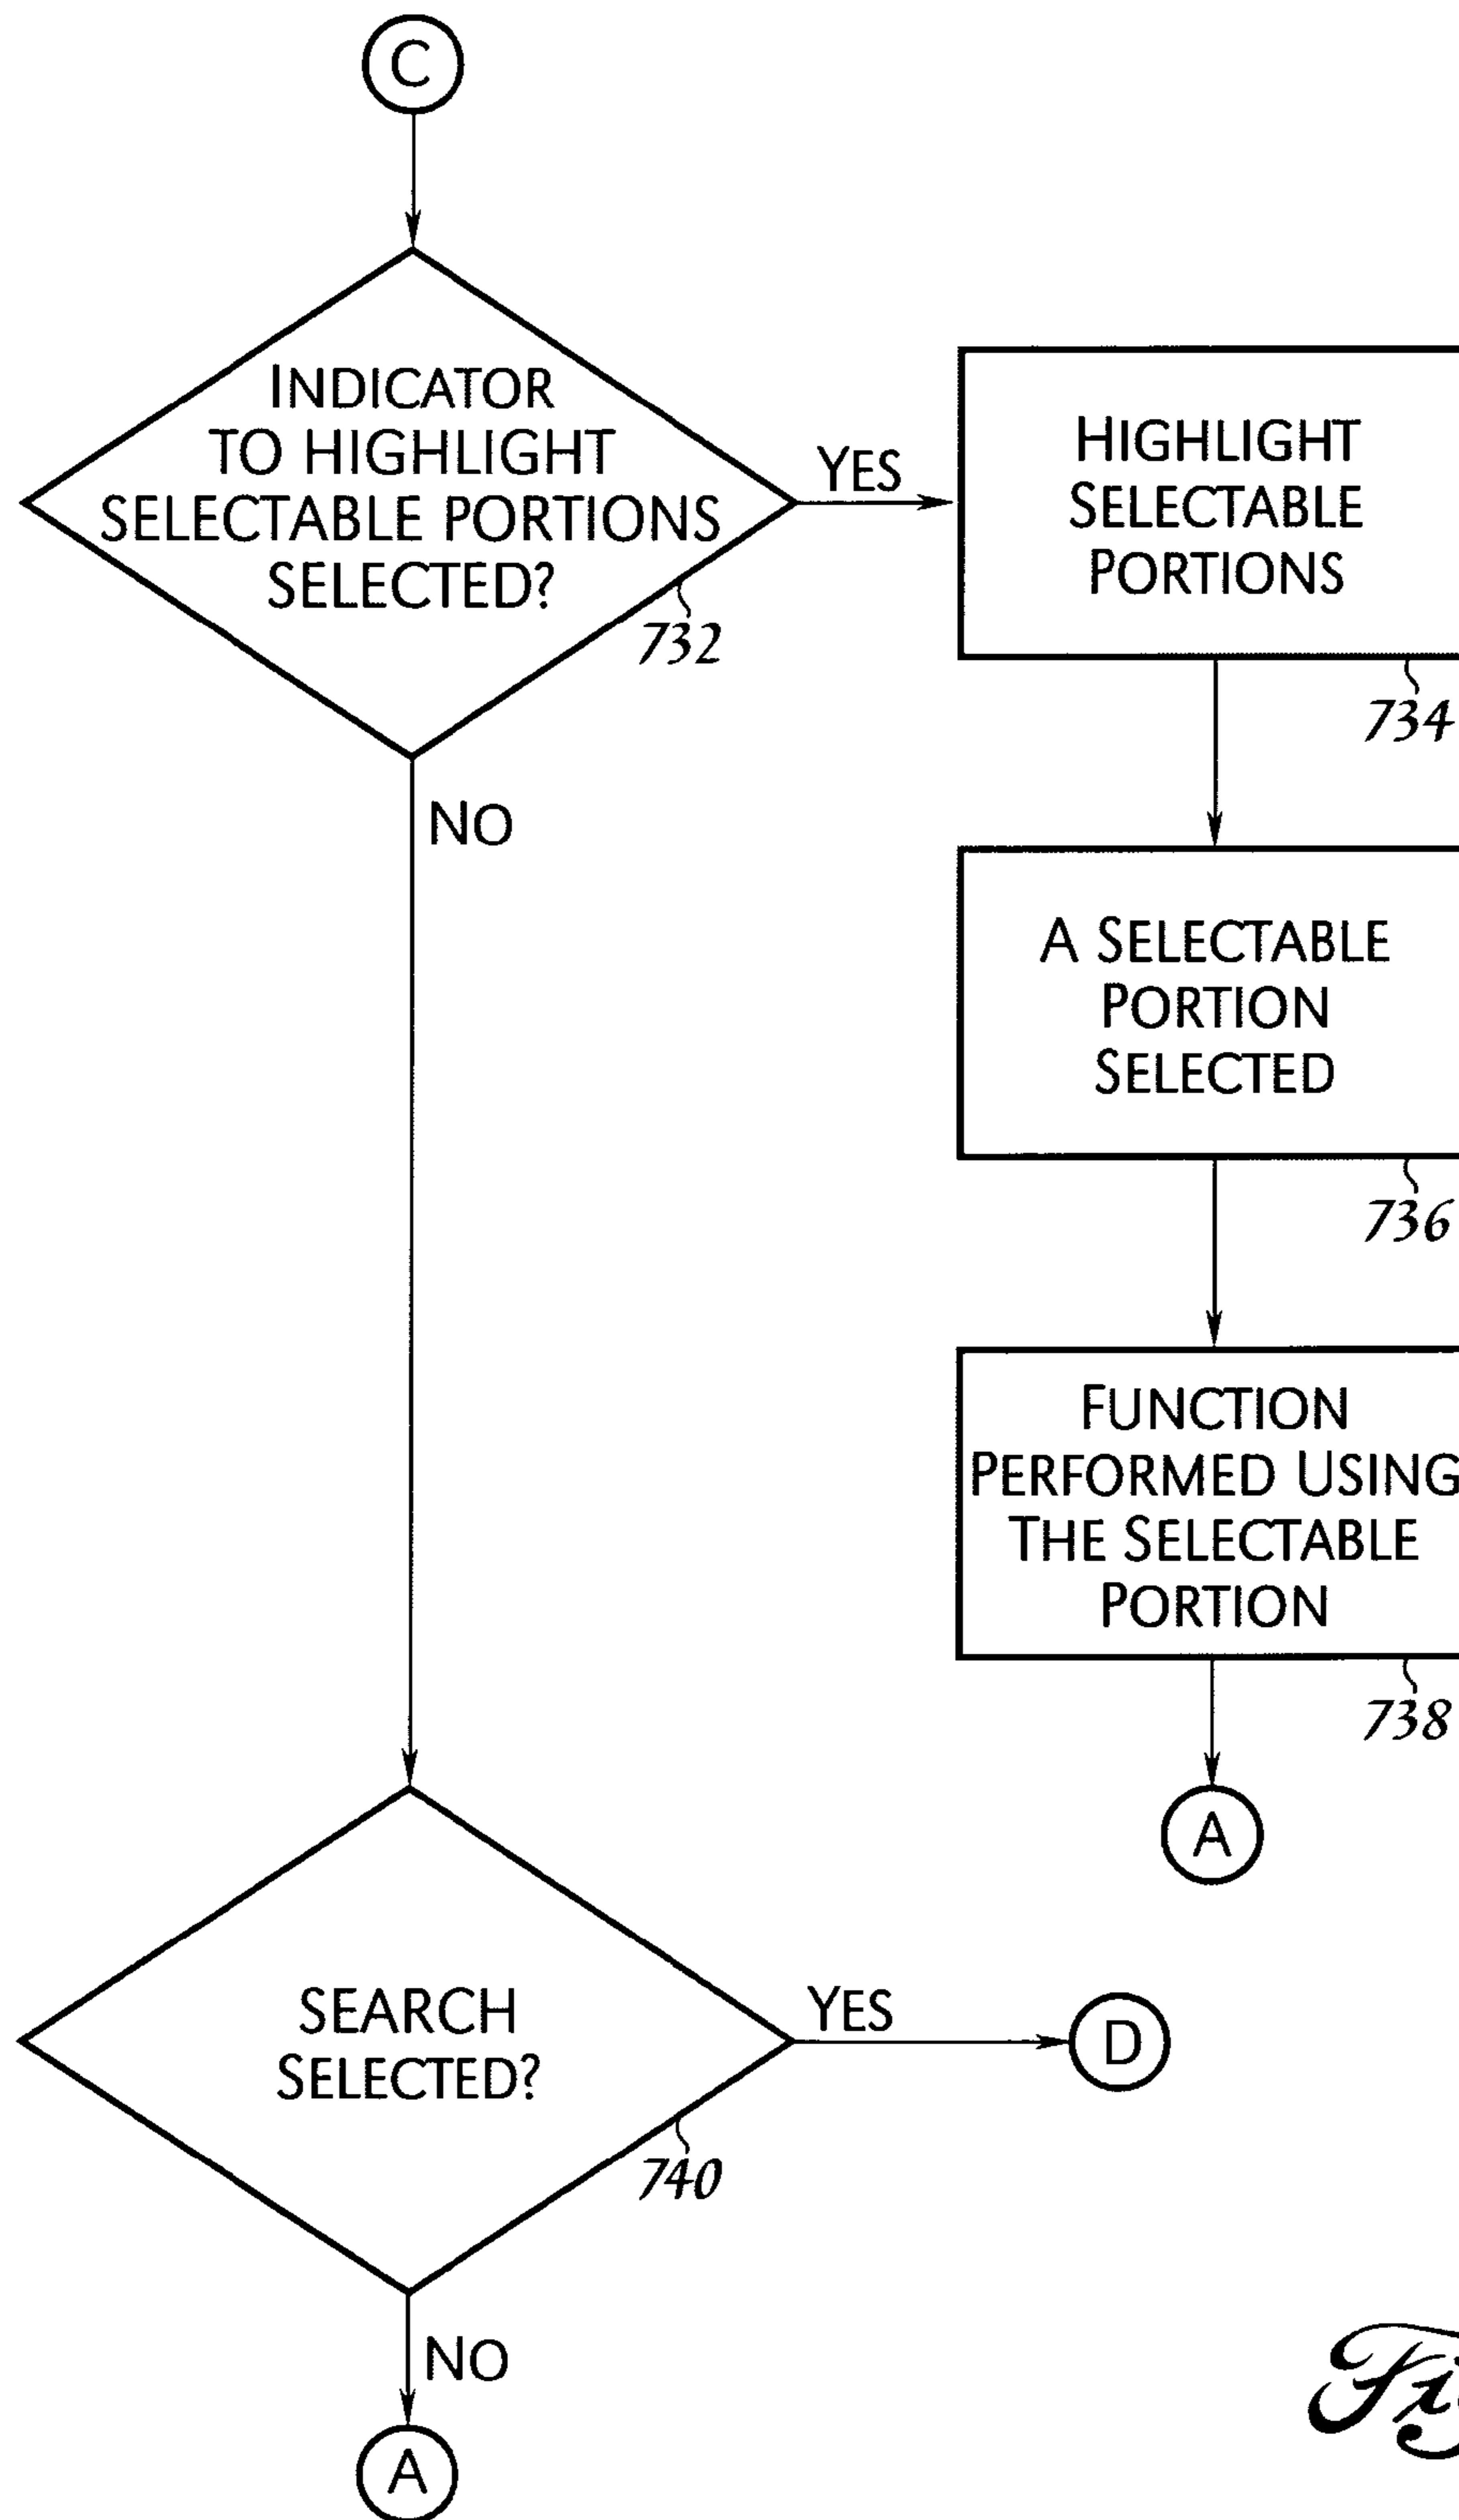 C
INDICATOR
TO HIGHLIGHT
SELECTABLE PORTIONS
SELECTED?
732
YES
HIGHLIGHT
SELECTABLE
PORTIONS
734
NO
A SELECTABLE
PORTION
SELECTED
736
FUNCTION
PERFORMED USING
THE SELECTABLE
PORTION
738
A
SEARCH
SELECTED?
740
YES
D
NO
A